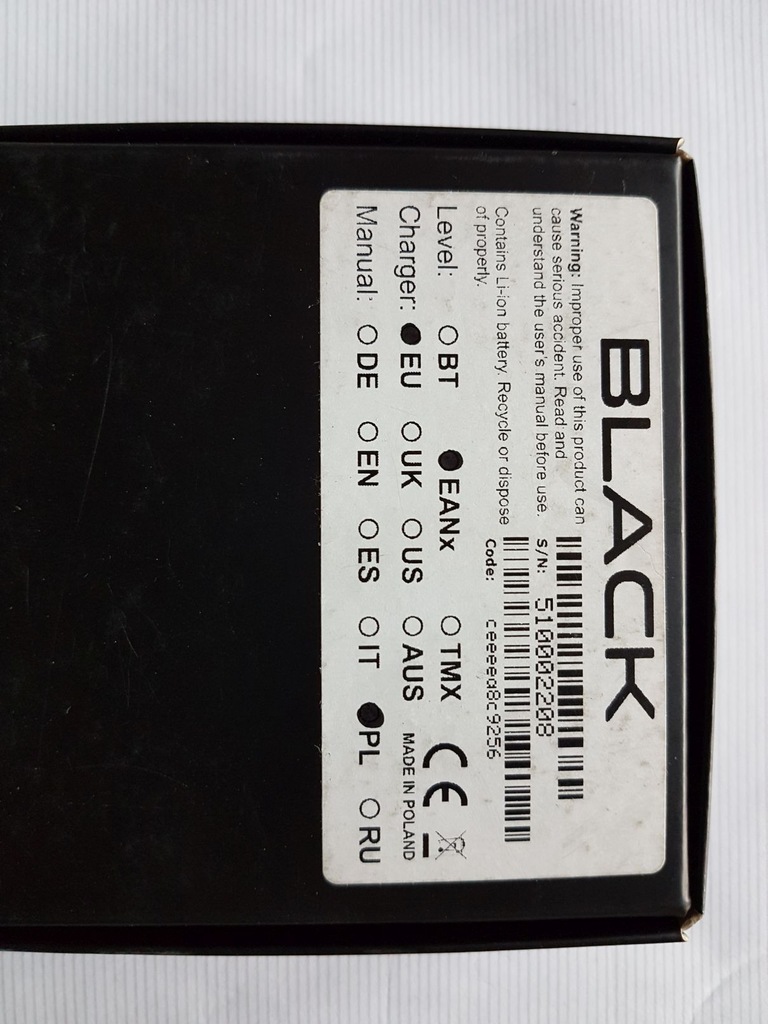 BLACK
Warning: Improper use of this product can
cause serious accident. Read and
understand the user's manual before use.
Contains Li-ion battery. Recycle or dispose
of properly.
S/N: 510002208
Code: ceeeea8c9256
Level: ○ BT ● EANx ○ TMX
Charger: ● EU ○ UK ○ US ○ AUS
Manual: ○ DE ○ EN ○ ES ○ IT ● PL ○ RU
CE
MADE IN POLAND